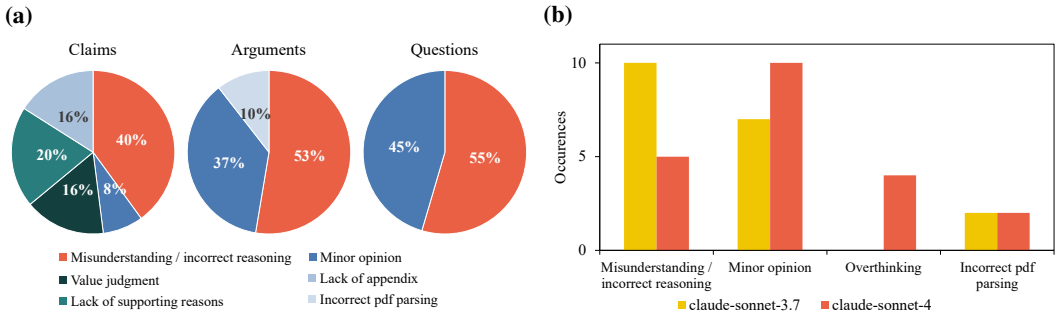 (a)
Claims
Arguments
Questions
16%
40%
20%
16%
8%
10%
37%
53%
45%
55%
Misunderstanding / incorrect reasoning
Minor opinion
Value judgment
Lack of appendix
Lack of supporting reasons
Incorrect pdf parsing
(b)
10
5
0
Occurences
Misunderstanding /
incorrect reasoning
Minor opinion
Overthinking
Incorrect pdf
parsing
claude-sonnet-3.7
claude-sonnet-4